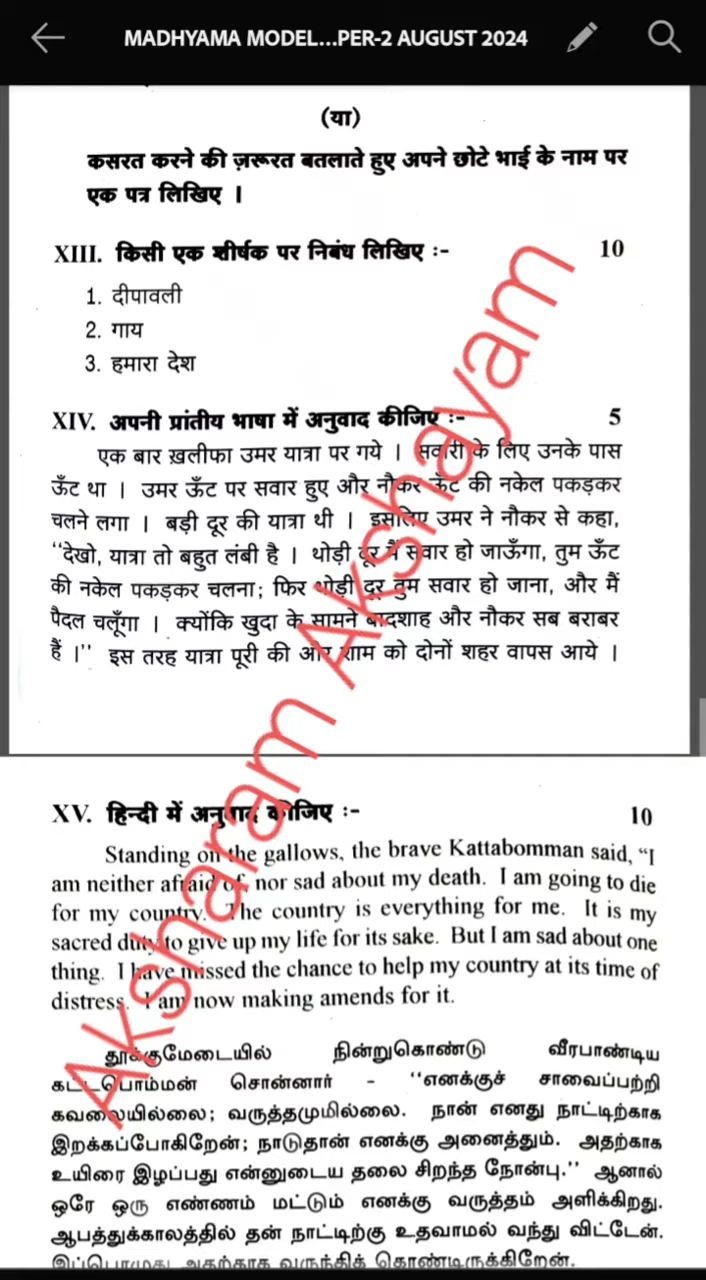 MADHYAMA MODEL...PER-2 AUGUST 2024
(या)
कसरत करने की ज़रूरत बतलाते हुए अपने छोटे भाई के नाम पर
एक पत्र लिखिए ।
XIII. किसी एक शीर्षक पर निबंध लिखिए :- 10
1. दीपावली
2. गाय
3. हमारा देश
XIV. अपनी प्रांतीय भाषा में अनुवाद कीजिए :- 5
एक बार ख़लीफा उमर यात्रा पर गये । सवारी के लिए उनके पास
ऊँट था । उमर ऊँट पर सवार हुए और नौकर ऊँट की नकेल पकड़कर
चलने लगा । बड़ी दूर की यात्रा थी । इसलिए उमर ने नौकर से कहा,
“देखो, यात्रा तो बहुत लंबी है । थोड़ी दूर मैं सवार हो जाऊँगा, तुम ऊँट
की नकेल पकड़कर चलना; फिर थोड़ी दूर तुम सवार हो जाना, और मैं
पैदल चलूँगा । क्योंकि खुदा के सामने बादशाह और नौकर सब बराबर
हैं ।” इस तरह यात्रा पूरी की और शाम को दोनों शहर वापस आये ।
XV. हिन्दी में अनुवाद कीजिए :- 10
Standing on the gallows, the brave Kattabomman said, “I
am neither afraid of, nor sad about my death. I am going to die
for my country. The country is everything for me. It is my
sacred duty to give up my life for its sake. But I am sad about one
thing. I have missed the chance to help my country at its time of
distress. I am now making amends for it.
தூக்குமேடையில் நின்றுகொண்டு வீரபாண்டிய
கட்டபொம்மன் சொன்னார் - “எனக்குச் சாவைப்பற்றி
கவலையில்லை; வருத்தமுமில்லை. நான் எனது நாட்டிற்காக
இறக்கப்போகிறேன்; நாடுதான் எனக்கு அனைத்தும். அதற்காக
உயிரை இழப்பது என்னுடைய தலை சிறந்த நோன்பு.” ஆனால்
ஒரே ஒரு எண்ணம் மட்டும் எனக்கு வருத்தம் அளிக்கிறது.
ஆபத்துக்காலத்தில் தன் நாட்டிற்கு உதவாமல் வந்து விட்டேன்.
இப்பொழுது அதற்காக வருந்திக் கொண்டிருக்கிறேன்.
Aksharam Akshayam